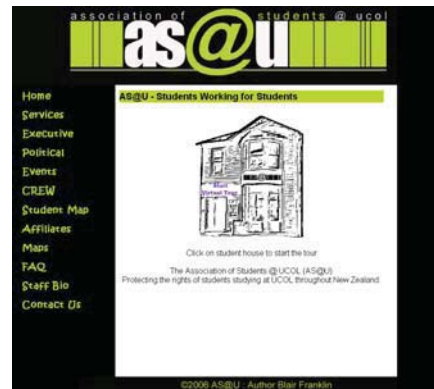 association of students @ ucol
as@u
Home
Services
Executive
Political
Events
CREW
Student Map
Affiliates
Maps
FAQ
Staff Bio
Contact Us
AS@U - Students Working for Students
Start
Virtual Tour
Click on student house to start the tour
The Association of Students @ UCOL (AS@U)
Protecting the rights of students studying at UCOL throughout New Zealand
©2006 AS@U : Author Blair Franklin